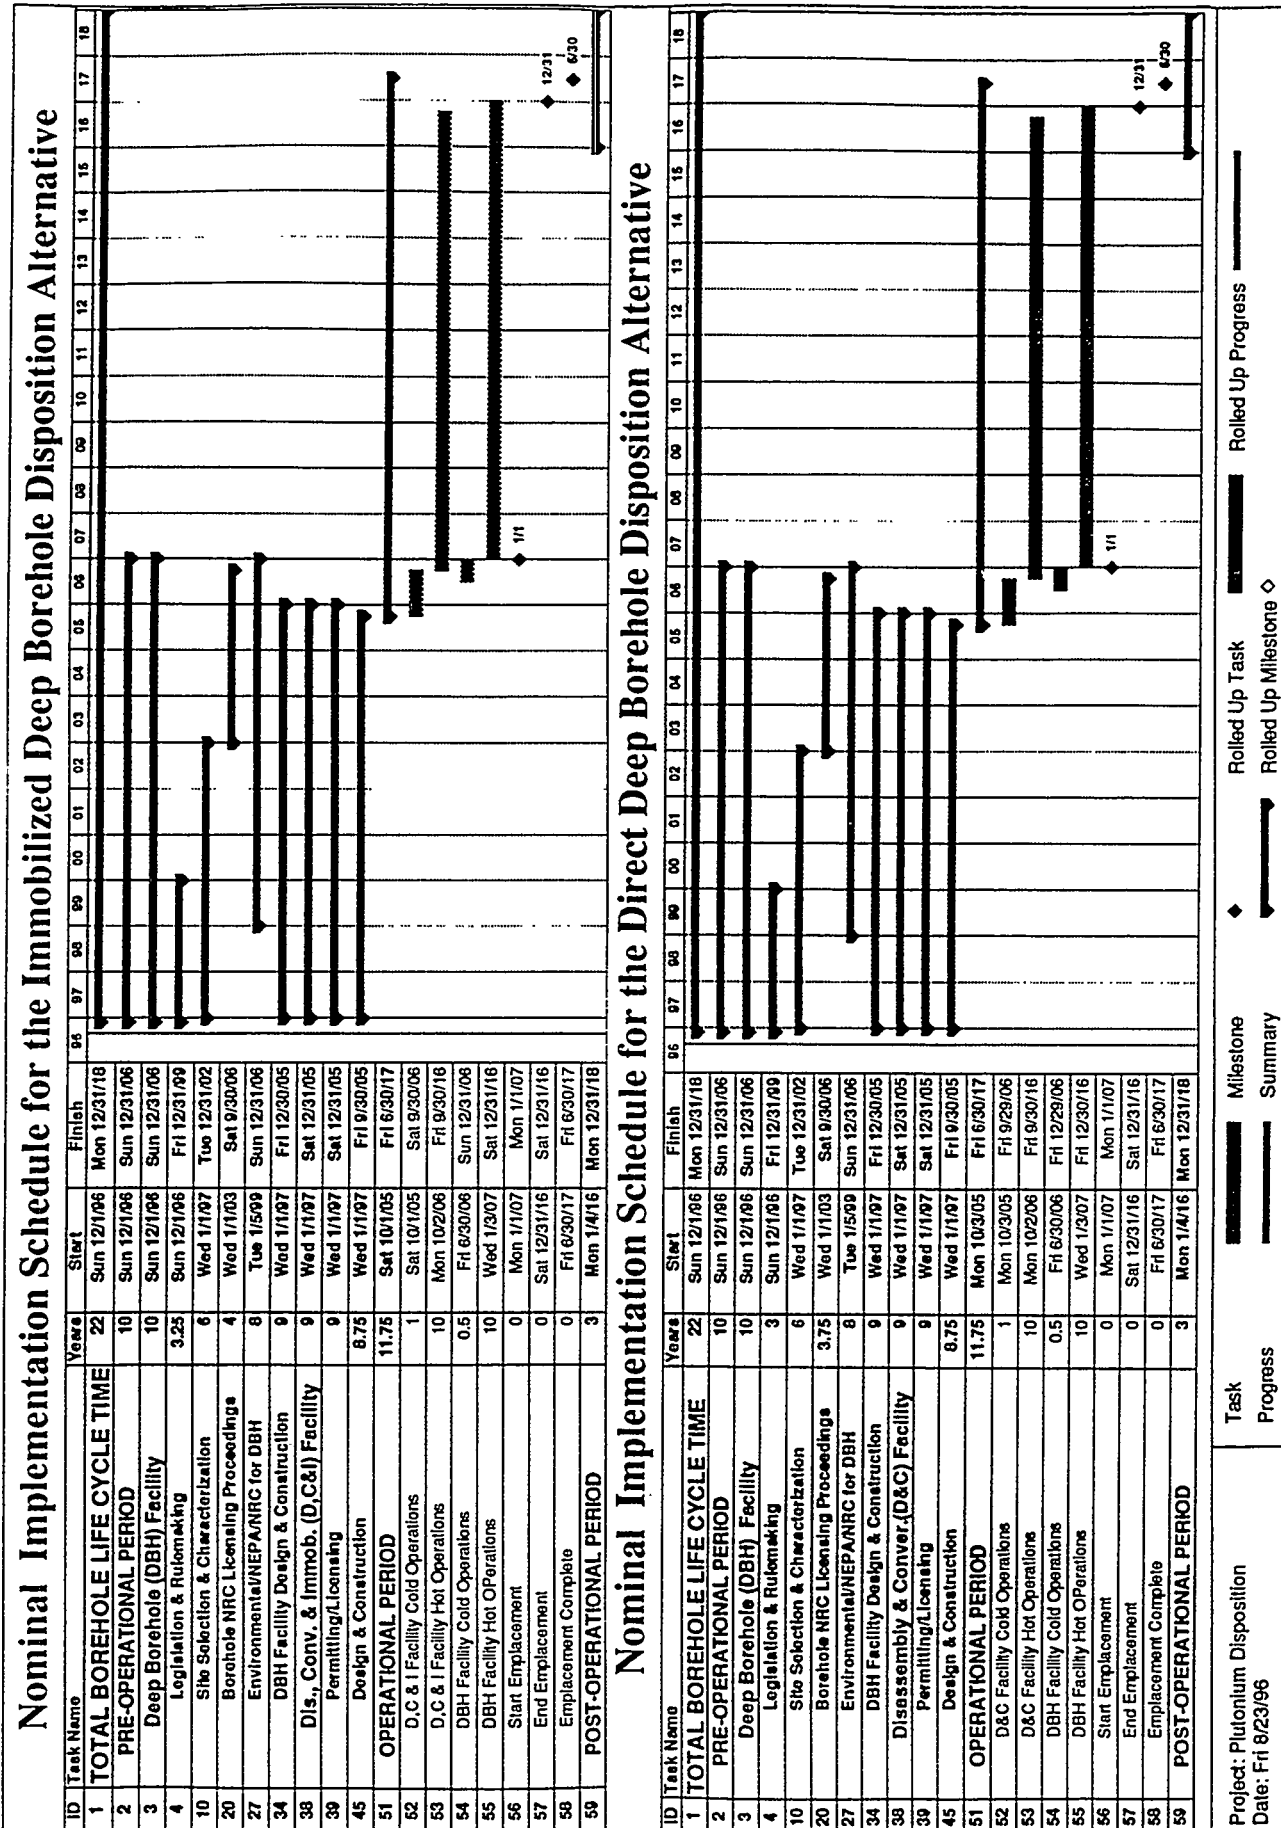 Nominal Implementation Schedule for the Immobilized Deep Borehole Disposition Alternative
ID Task Name Years Start Finish 96 97 98 99 00 01 02 03 04 05 06 07 08 09 10 11 12 13 14 15 16 17 18
1 TOTAL BOREHOLE LIFE CYCLE TIME 22 Sun 12/1/96 Mon 12/31/18
2 PRE-OPERATIONAL PERIOD 10 Sun 12/1/96 Sun 12/31/06
3 Deep Borehole (DBH) Facility 10 Sun 12/1/96 Sun 12/31/06
4 Legislation & Rulemaking 3.25 Sun 12/1/96 Fri 12/31/99
10 Site Selection & Characterization 6 Wed 1/1/97 Tue 12/31/02
20 Borehole NRC Licensing Proceedings 4 Wed 1/1/03 Sat 9/30/06
27 Environmental/NEPA/NRC for DBH 8 Tue 1/5/99 Sun 12/31/06
34 DBH Facility Design & Construction 9 Wed 1/1/97 Fri 12/30/05
38 Dis., Conv. & Immob. (D,C&I) Facility 9 Wed 1/1/97 Sat 12/31/05
39 Permitting/Licensing 9 Wed 1/1/97 Sat 12/31/05
45 Design & Construction 8.75 Wed 1/1/97 Fri 9/30/05
51 OPERATIONAL PERIOD 11.75 Sat 10/1/05 Fri 6/30/17
52 D,C & I Facility Cold Operations 1 Sat 10/1/05 Sat 9/30/06
53 D,C & I Facility Hot Operations 10 Mon 10/2/06 Fri 9/30/16
54 DBH Facility Cold Operations 0.5 Fri 6/30/06 Sun 12/31/06
55 DBH Facility Hot OPerations 10 Wed 1/3/07 Sat 12/31/16
56 Start Emplacement 0 Mon 1/1/07 Mon 1/1/07 1/1
57 End Emplacement 0 Sat 12/31/16 Sat 12/31/16 12/31
58 Emplacement Complete 0 Fri 6/30/17 Fri 6/30/17 6/30
59 POST-OPERATIONAL PERIOD 3 Mon 1/4/16 Mon 12/31/18
Nominal Implementation Schedule for the Direct Deep Borehole Disposition Alternative
ID Task Name Years Start Finish 96 97 98 99 00 01 02 03 04 05 06 07 08 09 10 11 12 13 14 15 16 17 18
1 TOTAL BOREHOLE LIFE CYCLE TIME 22 Sun 12/1/96 Mon 12/31/18
2 PRE-OPERATIONAL PERIOD 10 Sun 12/1/96 Sun 12/31/06
3 Deep Borehole (DBH) Facility 10 Sun 12/1/96 Sun 12/31/06
4 Legislation & Rulemaking 3 Sun 12/1/96 Fri 12/31/99
10 Site Selection & Characterization 6 Wed 1/1/97 Tue 12/31/02
20 Borehole NRC Licensing Proceedings 3.75 Wed 1/1/03 Sat 9/30/06
27 Environmental/NEPA/NRC for DBH 8 Tue 1/5/99 Sun 12/31/06
34 DBH Facility Design & Construction 9 Wed 1/1/97 Fri 12/30/05
38 Disassembly & Conver.(D&C) Facility 9 Wed 1/1/97 Sat 12/31/05
39 Permitting/Licensing 9 Wed 1/1/97 Sat 12/31/05
45 Design & Construction 8.75 Wed 1/1/97 Fri 9/30/05
51 OPERATIONAL PERIOD 11.75 Mon 10/3/05 Fri 6/30/17
52 D&C Facility Cold Operations 1 Mon 10/3/05 Fri 9/29/06
53 D&C Facility Hot Operations 10 Mon 10/2/06 Fri 9/30/16
54 DBH Facility Cold Operations 0.5 Fri 6/30/06 Fri 12/29/06
55 DBH Facility Hot OPerations 10 Wed 1/3/07 Fri 12/30/16
56 Start Emplacement 0 Mon 1/1/07 Mon 1/1/07 1/1
57 End Emplacement 0 Sat 12/31/16 Sat 12/31/16 12/31
58 Emplacement Complete 0 Fri 6/30/17 Fri 6/30/17 6/30
59 POST-OPERATIONAL PERIOD 3 Mon 1/4/16 Mon 12/31/18
Project: Plutonium Disposition
Date: Fri 8/23/96
Task Milestone Rolled Up Task Rolled Up Progress
Progress Summary Rolled Up Milestone